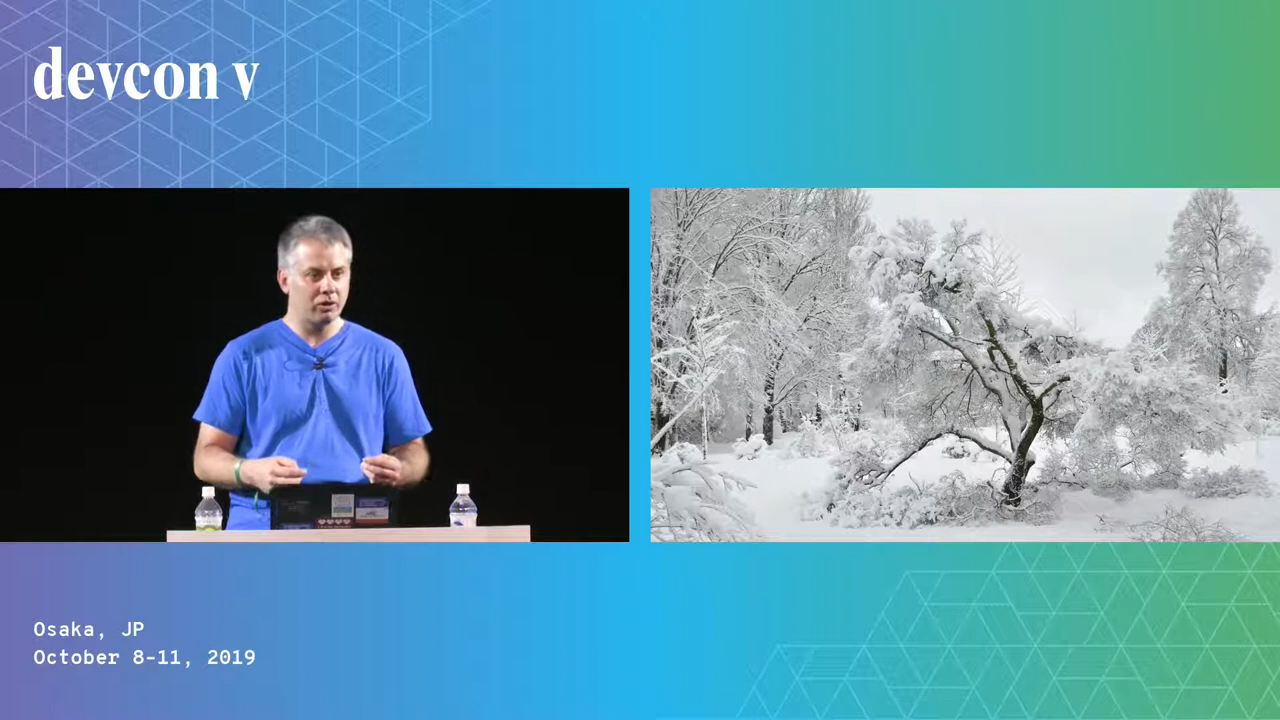 devcon v
Osaka, JP
October 8-11, 2019